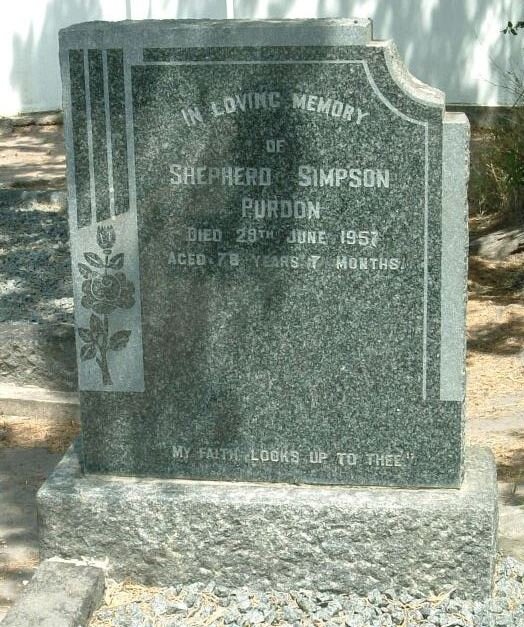 IN LOVING MEMORY
OF
SHEPHERD SIMPSON
PURDON
DIED 29TH JUNE 1957
AGED 78 YEARS 7 MONTHS.
"MY FAITH LOOKS UP TO THEE"